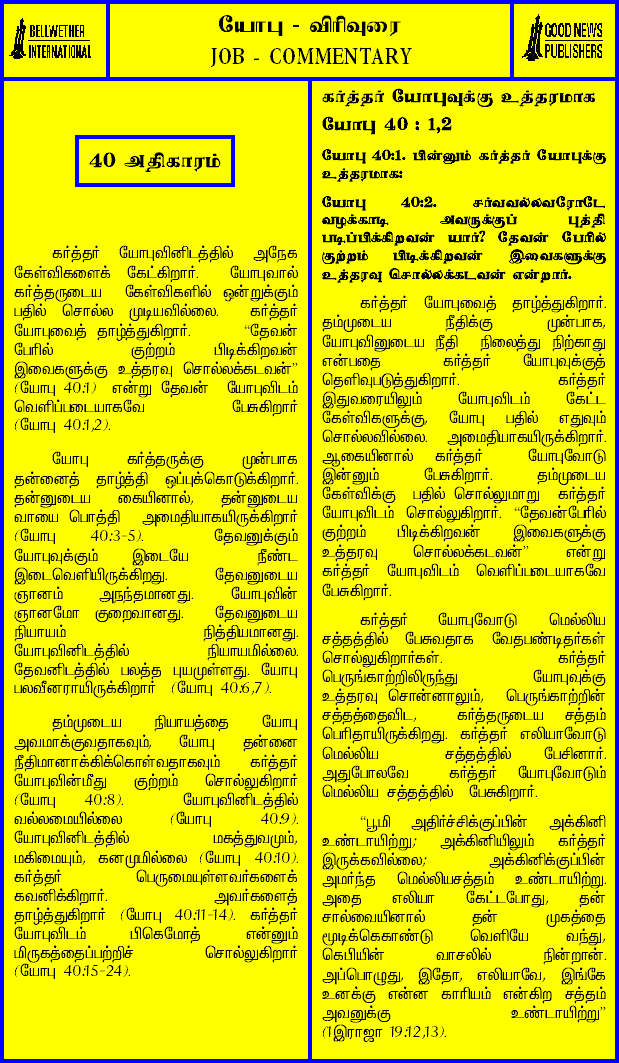 BELLWETHER
INTERNATIONAL
யோபு - விரிவுரை
JOB - COMMENTARY
GOOD NEWS
PUBLISHERS
40 அதிகாரம்
கர்த்தர் யோபுவினிடத்தில் அநேக
கேள்விகளைக் கேட்கிறார். யோபுவால்
கர்த்தருடைய கேள்விகளில் ஒன்றுக்கும்
பதில் சொல்ல முடியவில்லை. கர்த்தர்
யோபுவைத் தாழ்த்துகிறார். “தேவன்
பேரில் குற்றம் பிடிக்கிறவன்
இவைகளுக்கு உத்தரவு சொல்லக்கடவன்”
(யோபு 40:1) என்று தேவன் யோபுவிடம்
வெளிப்படையாகவே பேசுகிறார்
(யோபு 40:1,2).
யோபு கர்த்தருக்கு முன்பாக
தன்னைத் தாழ்த்தி ஒப்புக்கொடுக்கிறார்.
தன்னுடைய கையினால், தன்னுடைய
வாயை பொத்தி அமைதியாகயிருக்கிறார்
(யோபு 40:3-5). தேவனுக்கும்
யோபுவுக்கும் இடையே நீண்ட
இடைவெளியிருக்கிறது. தேவனுடைய
ஞானம் அநந்தமானது. யோபுவின்
ஞானமோ குறைவானது. தேவனுடைய
நியாயம் நித்தியமானது.
யோபுவினிடத்தில் நியாயமில்லை.
தேவனிடத்தில் பலத்த புயமுள்ளது. யோபு
பலவீனராயிருக்கிறார் (யோபு 40:6,7).
தம்முடைய நியாயத்தை யோபு
அவமாக்குவதாகவும், யோபு தன்னை
நீதிமானாக்கிக்கொள்வதாகவும் கர்த்தர்
யோபுவின்மீது குற்றம் சொல்லுகிறார்
(யோபு 40:8). யோபுவினிடத்தில்
வல்லமையில்லை (யோபு 40:9).
யோபுவினிடத்தில் மகத்துவமும்,
மகிமையும், கனமுமில்லை (யோபு 40:10).
கர்த்தர் பெருமையுள்ளவர்களைக்
கவனிக்கிறார். அவர்களைத்
தாழ்த்துகிறார் (யோபு 40:11-14). கர்த்தர்
யோபுவிடம் பிகெமோத் என்னும்
மிருகத்தைப்பற்றிச் சொல்லுகிறார்
(யோபு 40:15-24).
கர்த்தர் யோபுவுக்கு உத்தரமாக
யோபு 40 : 1,2
யோபு 40:1. பின்னும் கர்த்தர் யோபுக்கு
உத்தரமாக:
யோபு 40:2. சர்வவல்லவரோடே
வழக்காடி, அவருக்குப் புத்தி
படிப்பிக்கிறவன் யார்? தேவன் பேரில்
குற்றம் பிடிக்கிறவன் இவைகளுக்கு
உத்தரவு சொல்லக்கடவன் என்றார்.
கர்த்தர் யோபுவைத் தாழ்த்துகிறார்.
தம்முடைய நீதிக்கு முன்பாக,
யோபுவினுடைய நீதி நிலைத்து நிற்காது
என்பதை கர்த்தர் யோபுவுக்குத்
தெளிவுபடுத்துகிறார். கர்த்தர்
இதுவரையிலும் யோபுவிடம் கேட்ட
கேள்விகளுக்கு, யோபு பதில் எதுவும்
சொல்லவில்லை. அமைதியாகயிருக்கிறார்.
ஆகையினால் கர்த்தர் யோபுவோடு
இன்னும் பேசுகிறார். தம்முடைய
கேள்விக்கு பதில் சொல்லுமாறு கர்த்தர்
யோபுவிடம் சொல்லுகிறார். “தேவன்பேரில்
குற்றம் பிடிக்கிறவன் இவைகளுக்கு
உத்தரவு சொல்லக்கடவன்” என்று
கர்த்தர் யோபுவிடம் வெளிப்படையாகவே
பேசுகிறார்.
கர்த்தர் யோபுவோடு மெல்லிய
சத்தத்தில் பேசுவதாக வேதபண்டிதர்கள்
சொல்லுகிறார்கள். கர்த்தர்
பெருங்காற்றிலிருந்து யோபுவுக்கு
உத்தரவு சொன்னாலும், பெருங்காற்றின்
சத்தத்தைவிட, கர்த்தருடைய சத்தம்
பெரிதாயிருக்கிறது. கர்த்தர் எலியாவோடு
மெல்லிய சத்தத்தில் பேசினார்.
அதுபோலவே கர்த்தர் யோபுவோடும்
மெல்லிய சத்தத்தில் பேசுகிறார்.
“பூமி அதிர்ச்சிக்குப்பின் அக்கினி
உண்டாயிற்று; அக்கினியிலும் கர்த்தர்
இருக்கவில்லை; அக்கினிக்குப்பின்
அமர்ந்த மெல்லியசத்தம் உண்டாயிற்று.
அதை எலியா கேட்டபோது, தன்
சால்வையினால் தன் முகத்தை
மூடிக்கொண்டு வெளியே வந்து,
கெபியின் வாசலில் நின்றான்.
அப்பொழுது, இதோ, எலியாவே, இங்கே
உனக்கு என்ன காரியம் என்கிற சத்தம்
அவனுக்கு உண்டாயிற்று”
(1இராஜா 19:12,13).